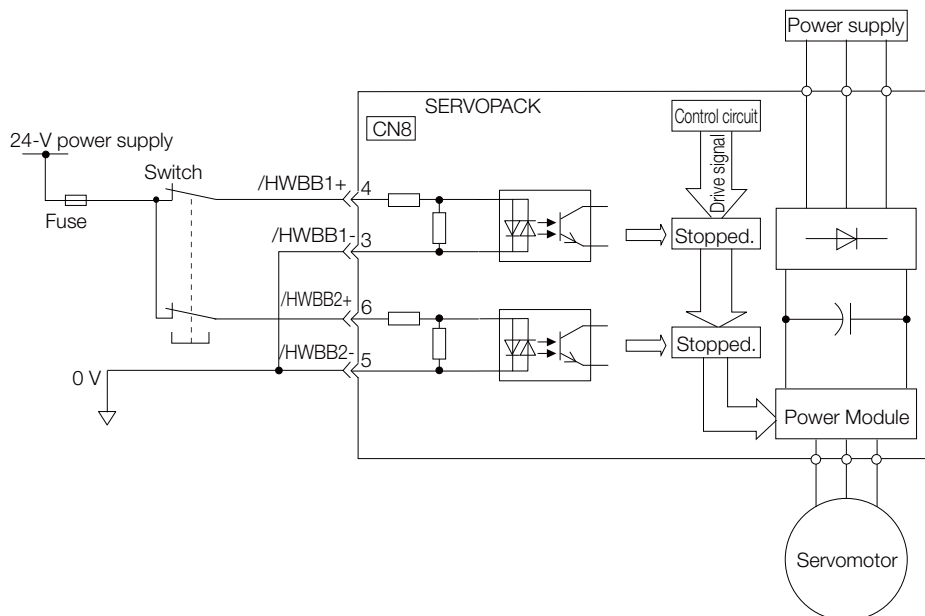 Power supply
SERVOPACK
CN8
Control circuit
24-V power supply
Switch
Drive signal
/HWBB1+
4
Fuse
/HWBB1-
3
Stopped.
/HWBB2+
6
/HWBB2-
5
Stopped.
0 V
Power Module
Servomotor